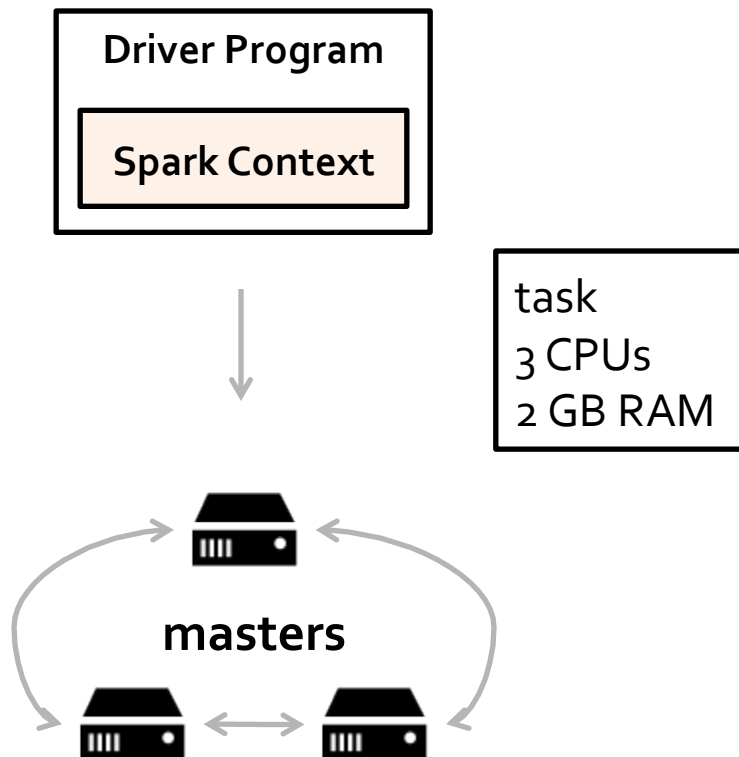 Driver Program
Spark Context
task
3 CPUs
2 GB RAM
masters